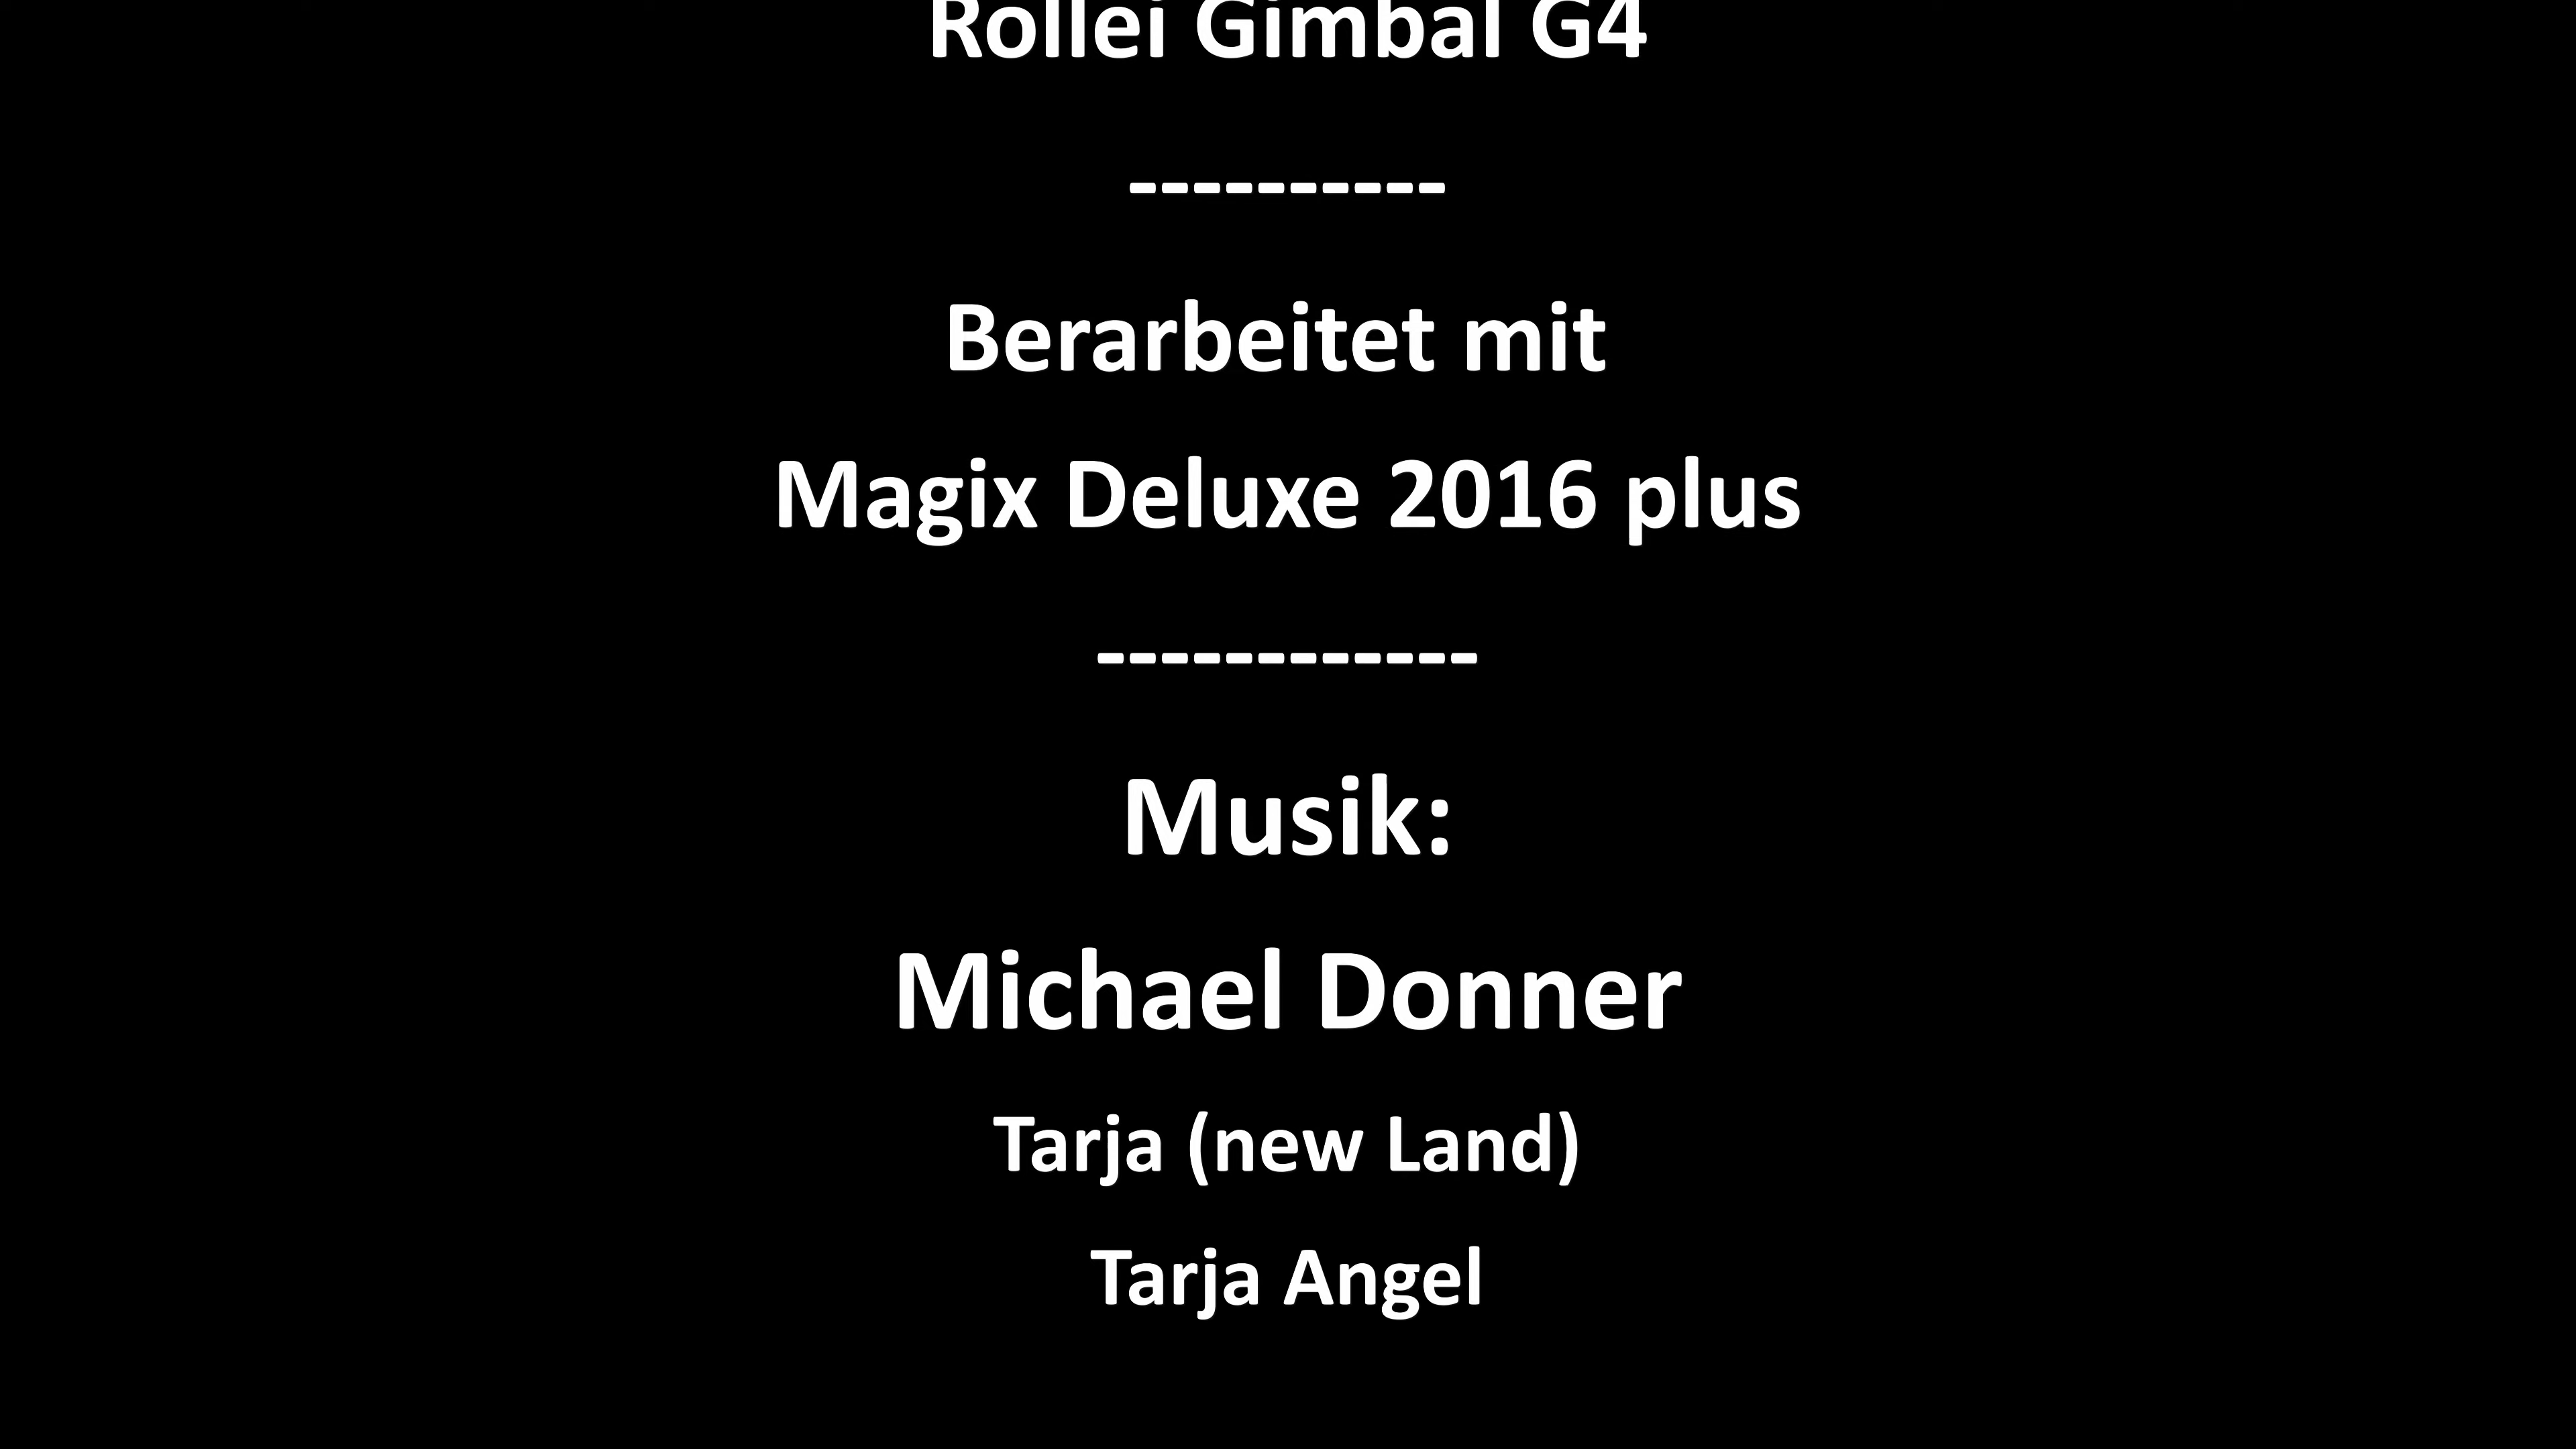 Rollei Gimbal G4
----------
Berarbeitet mit
Magix Deluxe 2016 plus
------------
Musik:
Michael Donner
Tarja (new Land)
Tarja Angel